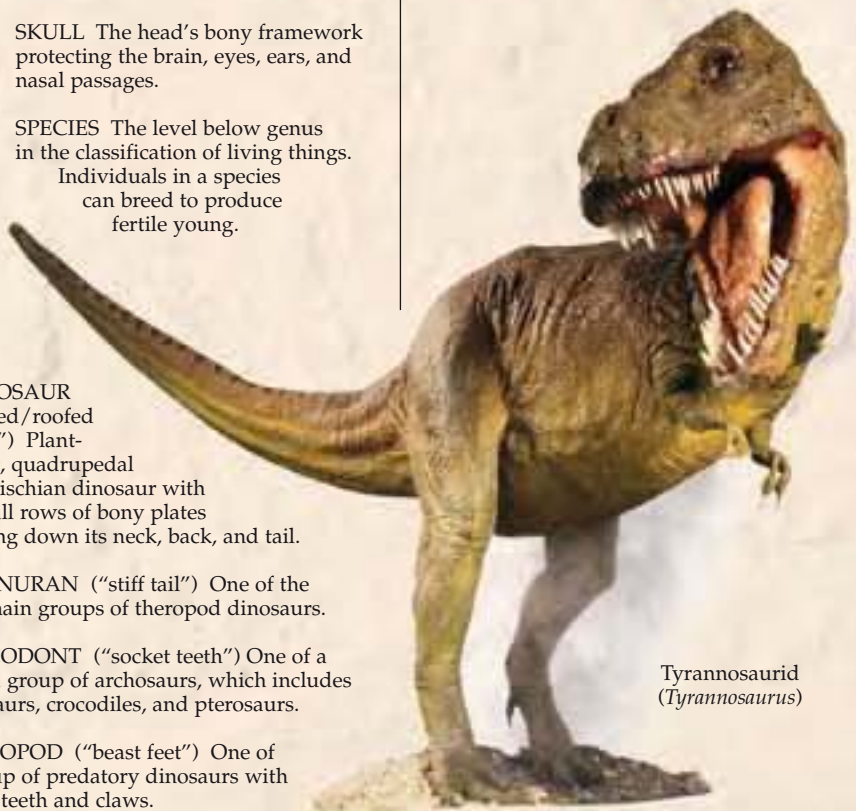 SKULL  The head’s bony framework
protecting the brain, eyes, ears, and
nasal passages.
SPECIES  The level below genus
in the classification of living things.
Individuals in a species
can breed to produce
fertile young.
OSAUR
ed/roofed
”)  Plant-
, quadrupedal
ischian dinosaur with
ll rows of bony plates
ng down its neck, back, and tail.
NURAN  (“stiff tail”)  One of the
ain groups of theropod dinosaurs.
ODONT  (“socket teeth”) One of a
group of archosaurs, which includes
aurs, crocodiles, and pterosaurs.
OPOD  (“beast feet”)  One of
up of predatory dinosaurs with
teeth and claws.
Tyrannosaurid
(Tyrannosaurus)